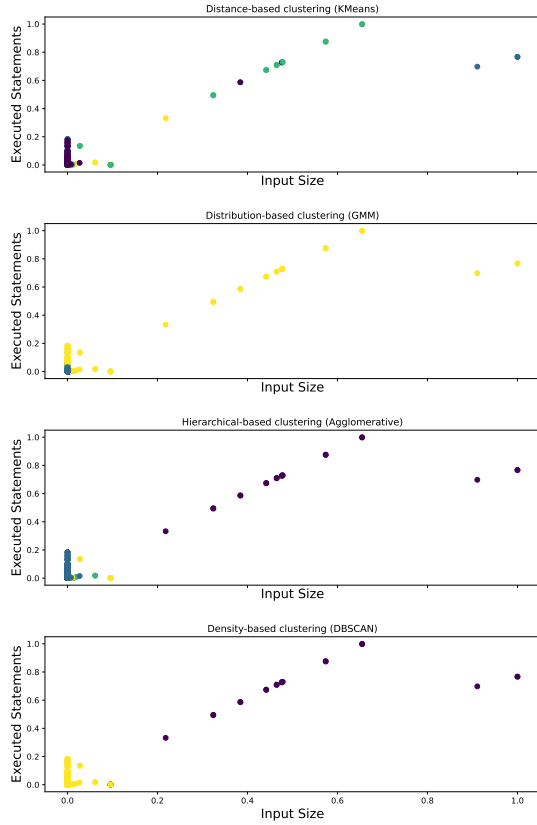 Distance-based clustering (KMeans)
1.0
0.8
0.6
0.4
0.2
0.0
Executed Statements
Input Size
Distribution-based clustering (GMM)
1.0
0.8
0.6
0.4
0.2
0.0
Executed Statements
Input Size
Hierarchical-based clustering (Agglomerative)
1.0
0.8
0.6
0.4
0.2
0.0
Executed Statements
Input Size
Density-based clustering (DBSCAN)
1.0
0.8
0.6
0.4
0.2
0.0
Executed Statements
0.0 0.2 0.4 0.6 0.8 1.0
Input Size